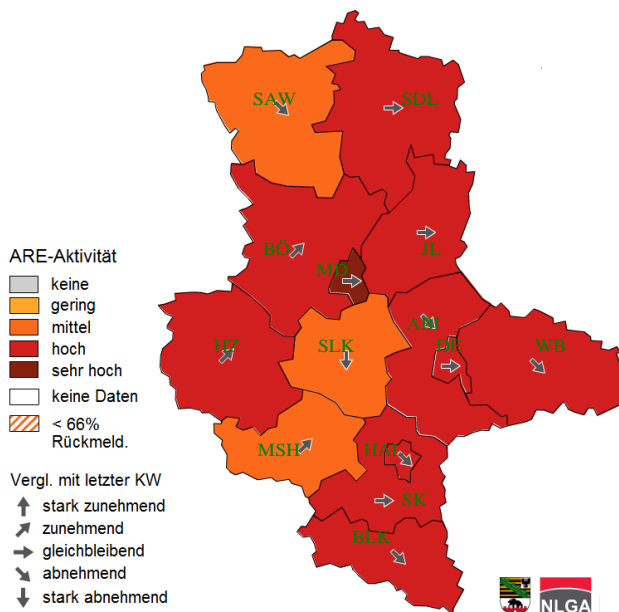 SAW
SDL
BÖ
JL
MD
ABI
HZ
SLK
DE
WB
MSH
HAL
SK
BLK
ARE-Aktivität
keine
gering
mittel
hoch
sehr hoch
keine Daten
< 66%
Rückmeld.
Vergl. mit letzter KW
stark zunehmend
zunehmend
gleichbleibend
abnehmend
stark abnehmend
NLGA